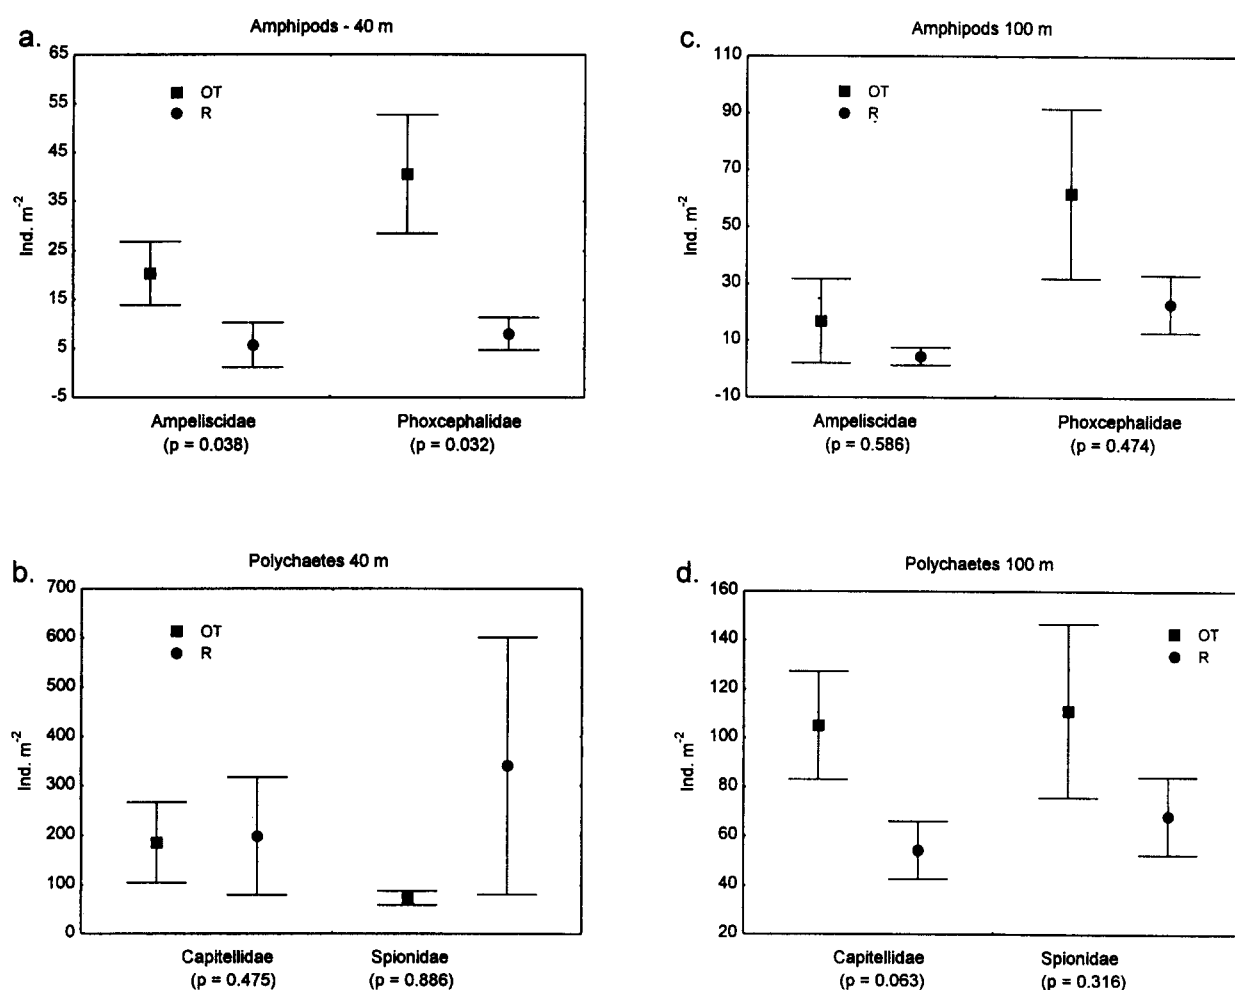 a.
Amphipods - 40 m
65
55
45
35
25
15
5
-5
Ind. m-2
OT
R
Ampeliscidae
(p = 0.038)
Phoxcephalidae
(p = 0.032)
c.
Amphipods 100 m
110
90
70
50
30
10
-10
Ind. m-2
OT
R
Ampeliscidae
(p = 0.586)
Phoxcephalidae
(p = 0.474)
b.
Polychaetes 40 m
700
600
500
400
300
200
100
0
Ind. m-2
OT
R
Capitellidae
(p = 0.475)
Spionidae
(p = 0.886)
d.
Polychaetes 100 m
160
140
120
100
80
60
40
20
Ind. m-2
OT
R
Capitellidae
(p = 0.063)
Spionidae
(p = 0.316)